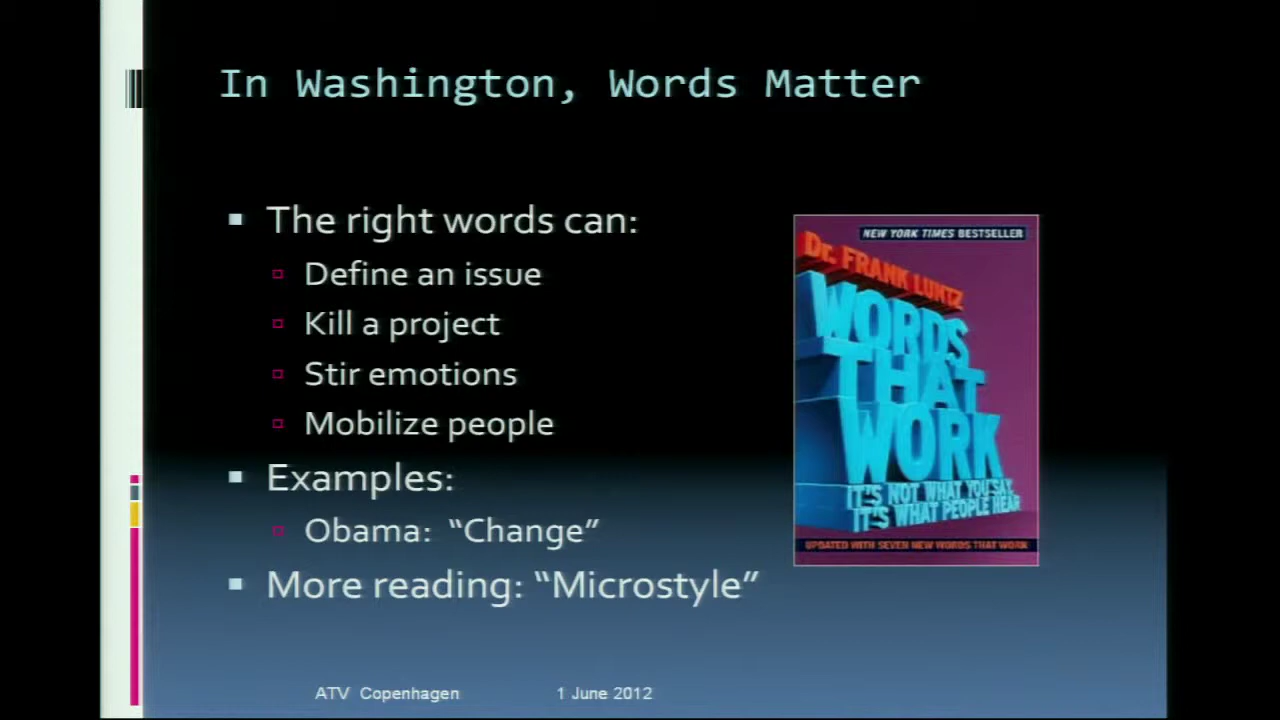 In Washington, Words Matter
The right words can:
Define an issue
Kill a project
Stir emotions
Mobilize people
Examples:
Obama: “Change”
More reading: “Microstyle”
NEW YORK TIMES BESTSELLER
Dr. FRANK LUNTZ
WORDS
THAT
WORK
IT'S NOT WHAT YOU SAY,
IT'S WHAT PEOPLE HEAR
UPDATED WITH SEVEN NEW WORDS THAT WORK
ATV Copenhagen 1 June 2012